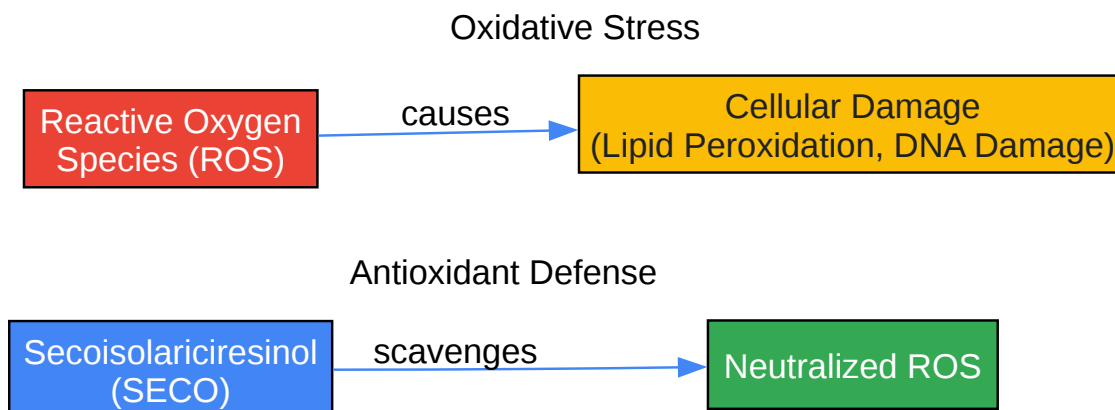 Oxidative Stress
Reactive Oxygen
Species (ROS)
causes
Cellular Damage
(Lipid Peroxidation, DNA Damage)
Antioxidant Defense
Secoisolariciresinol
(SECO)
scavenges
Neutralized ROS